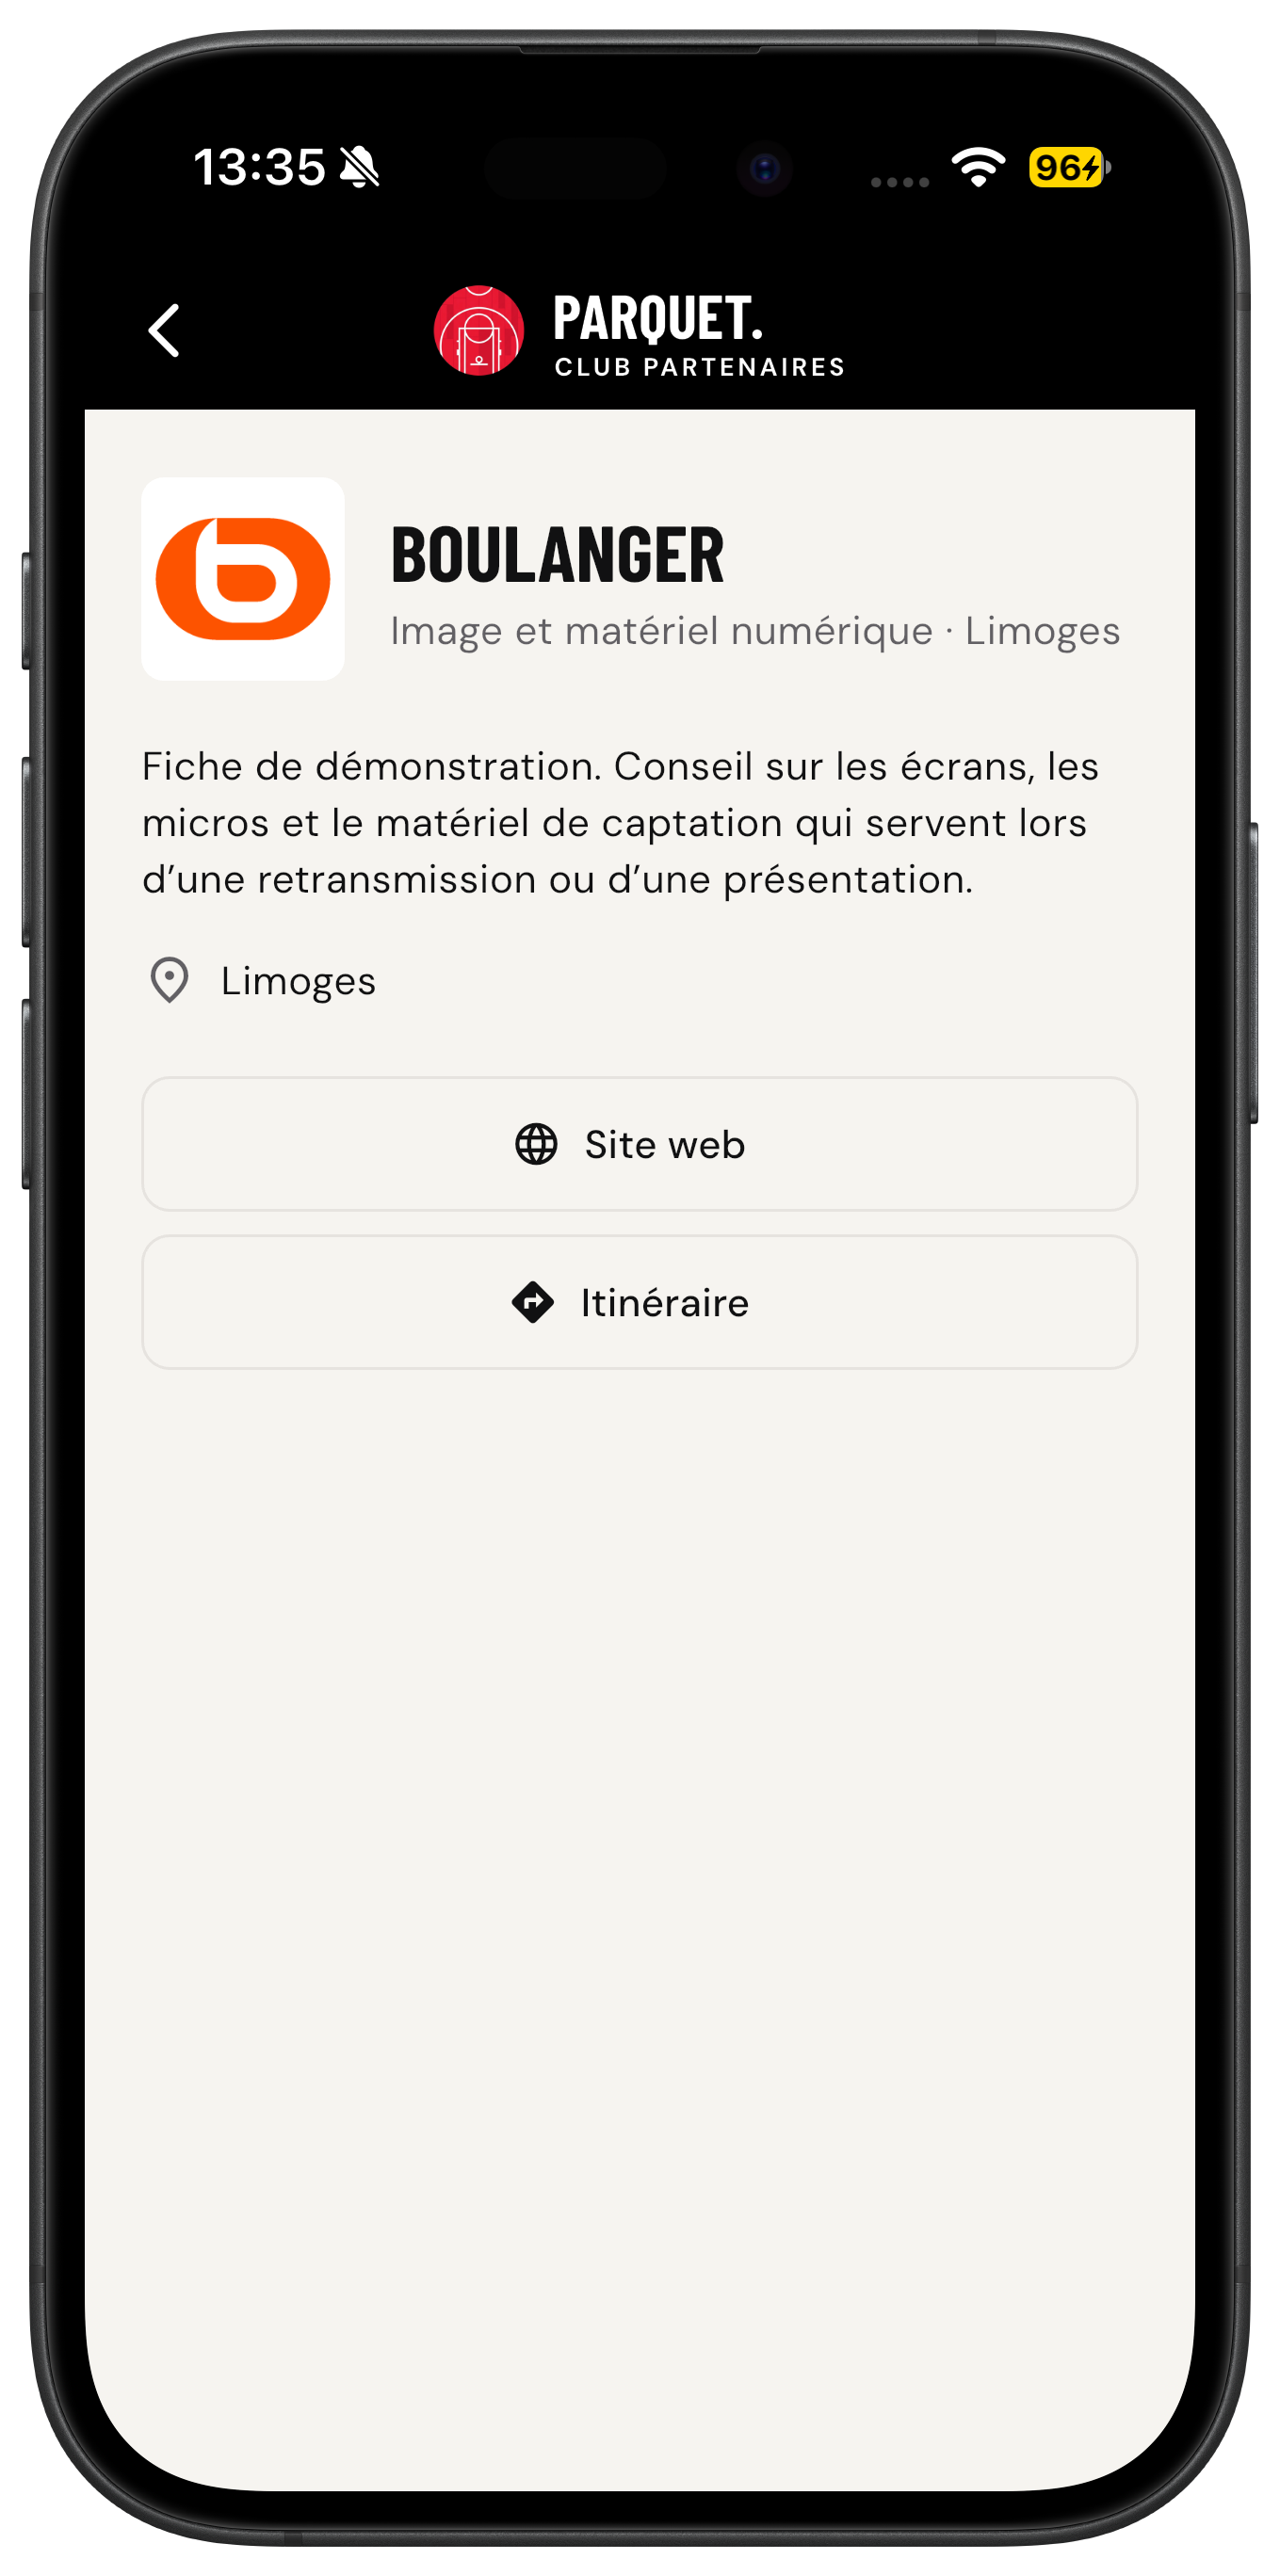 13:35
96
PARQUET.
CLUB PARTENAIRES
BOULANGER
Image et matériel numérique · Limoges
Fiche de démonstration. Conseil sur les écrans, les
micros et le matériel de captation qui servent lors
d’une retransmission ou d’une présentation.
Limoges
Site web
Itinéraire